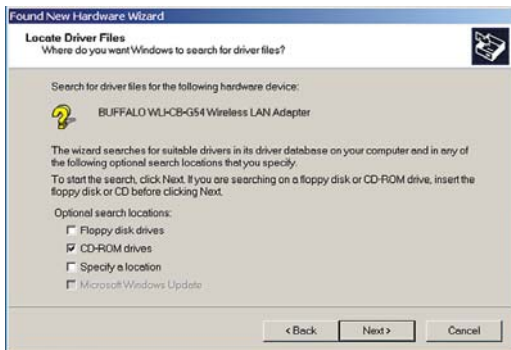 Found New Hardware Wizard
Locate Driver Files
Where do you want Windows to search for driver files?
Search for driver files for the following hardware device:
BUFFALO WLI-CB-G54 Wireless LAN Adapter
The wizard searches for suitable drivers in its driver database on your computer and in any of
the following optional search locations that you specify.
To start the search, click Next. If you are searching on a floppy disk or CD-ROM drive, insert the
floppy disk or CD before clicking Next.
Optional search locations:
Floppy disk drives
CD-ROM drives
Specify a location
Microsoft Windows Update
< Back
Next >
Cancel